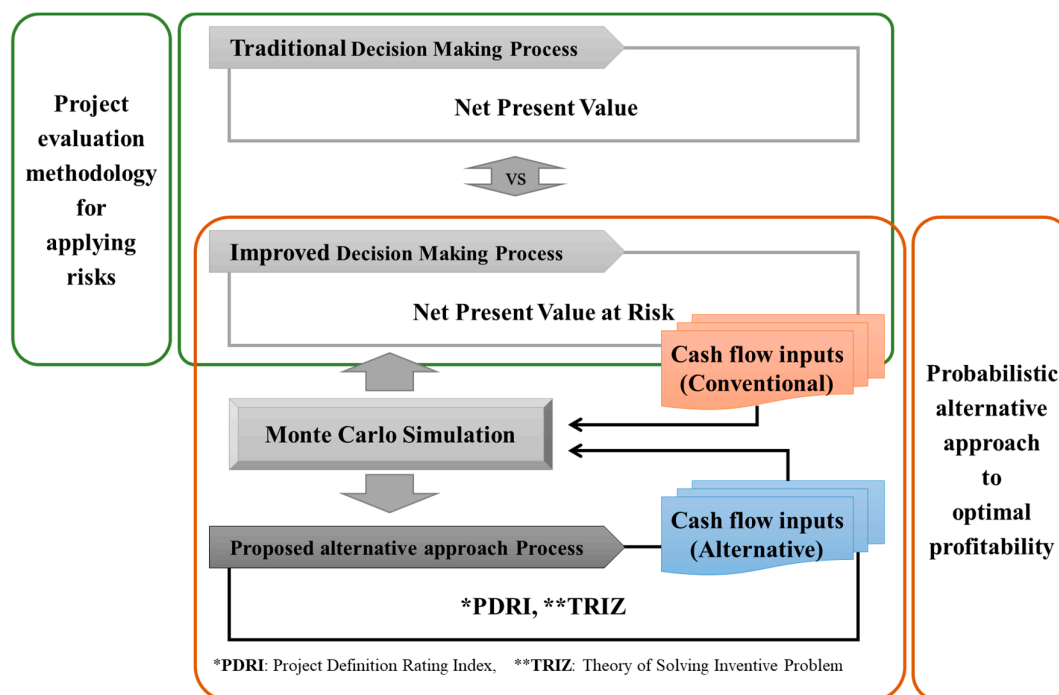 Project
evaluation
methodology
for
applying
risks
Traditional Decision Making Process
Net Present Value
VS
Improved Decision Making Process
Net Present Value at Risk
Cash flow inputs
(Conventional)
Monte Carlo Simulation
Cash flow inputs
(Alternative)
Proposed alternative approach Process
*PDRI, **TRIZ
*PDRI: Project Definition Rating Index, **TRIZ: Theory of Solving Inventive Problem
Probabilistic
alternative
approach
to
optimal
profitability